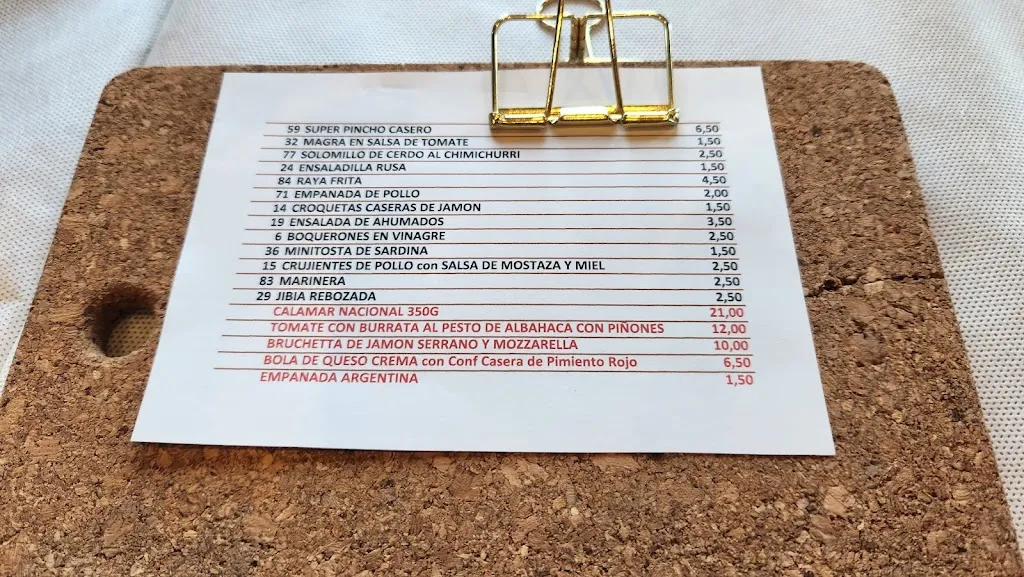 59 SUPER PINCHO CASERO 6,50
32 MAGRA EN SALSA DE TOMATE 1,50
77 SOLOMILLO DE CERDO AL CHIMICHURRI 2,50
24 ENSALADILLA RUSA 1,50
84 RAYA FRITA 4,50
71 EMPANADA DE POLLO 2,00
14 CROQUETAS CASERAS DE JAMON 1,50
19 ENSALADA DE AHUMADOS 3,50
6 BOQUERONES EN VINAGRE 2,50
36 MINITOSTA DE SARDINA 1,50
15 CRUJIENTES DE POLLO con SALSA DE MOSTAZA Y MIEL 2,50
83 MARINERA 2,50
29 JIBIA REBOZADA 2,50
CALAMAR NACIONAL 350G 21,00
TOMATE CON BURRATA AL PESTO DE ALBAHACA CON PIÑONES 12,00
BRUCHETTA DE JAMON SERRANO Y MOZZARELLA 10,00
BOLA DE QUESO CREMA con Conf Casera de Pimiento Rojo 6,50
EMPANADA ARGENTINA 1,50